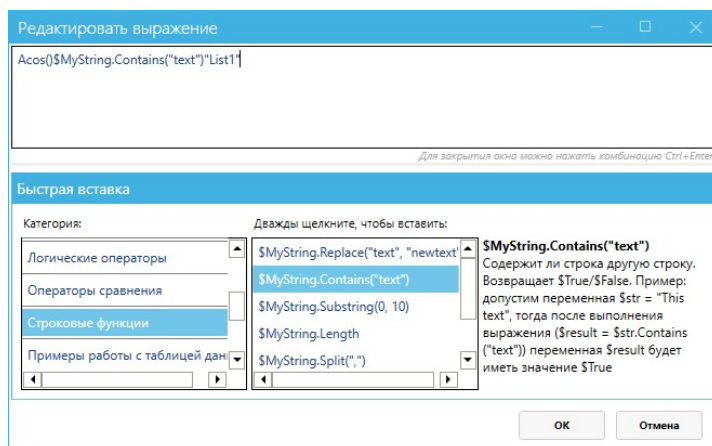 Редактировать выражение
Acos()$MyString.Contains("text")"List1"
Для закрытия окна можно нажать комбинацию Ctrl+Enter
Быстрая вставка
Категория:
Дважды щелкните, чтобы вставить:
Логические операторы
Операторы сравнения
Строковые функции
Примеры работы с таблицей дан
$MyString.Replace("text", "newtext"
$MyString.Contains("text")
$MyString.Substring(0, 10)
$MyString.Length
$MyString.Split(",")
$MyString.Contains("text")
Содержит ли строка другую строку.
Возвращает $True/$False. Пример:
допустим переменная $str = "This
text", тогда после выполнения
выражения ($result = $str.Contains
("text")) переменная $result будет
иметь значение $True
ОК
Отмена